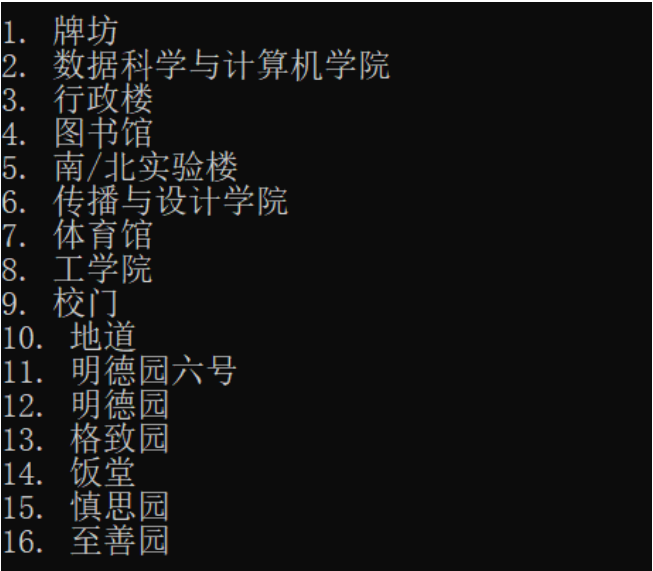 1. 牌坊
2. 数据科学与计算机学院
3. 行政楼
4. 图书馆
5. 南/北实验楼
6. 传播与设计学院
7. 体育馆
8. 工学院
9. 校门
10. 地道
11. 明德园六号
12. 明德园
13. 格致园
14. 饭堂
15. 慎思园
16. 至善园